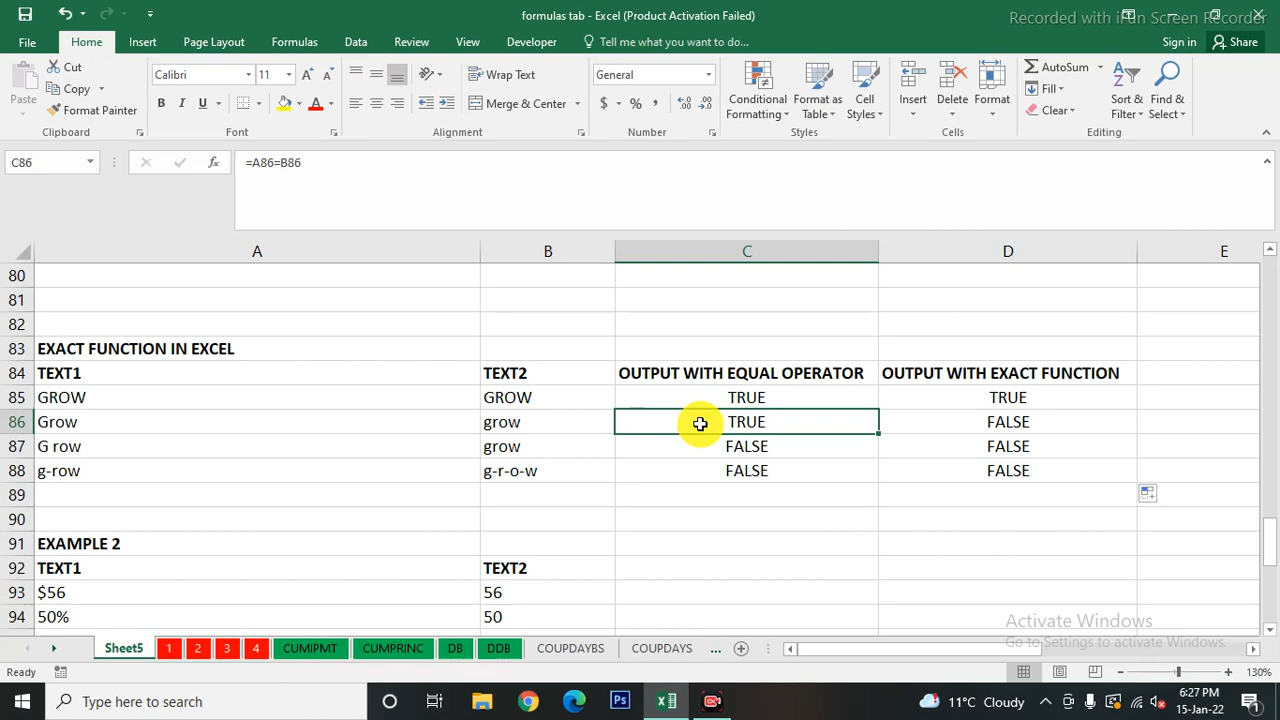 formulas tab - Excel (Product Activation Failed)
Recorded with iTop Screen Recorder
File Home Insert Page Layout Formulas Data Review View Developer Tell me what you want to do... Sign in Share
Paste Cut Copy Format Painter Clipboard
Calibri 11 B I U A Font
Wrap Text Merge & Center Alignment
General $ % , Number
Conditional Formatting Format as Table Cell Styles Styles
Insert Delete Format Cells
AutoSum Fill Clear Sort & Filter Find & Select Editing
C86 fx =A86=B86
A B C D E
80
81
82
83 EXACT FUNCTION IN EXCEL
84 TEXT1 TEXT2 OUTPUT WITH EQUAL OPERATOR OUTPUT WITH EXACT FUNCTION
85 GROW GROW TRUE TRUE
86 Grow grow TRUE FALSE
87 G row grow FALSE FALSE
88 g-row g-r-o-w FALSE FALSE
89
90
91 EXAMPLE 2
92 TEXT1 TEXT2
93 $56 56
94 50% 50
Activate Windows
Go to Settings to activate Windows.
Sheet5 1 2 3 4 CUMIPMT CUMPRINC DB DDB COUPDAYBS COUPDAYS ...
Ready 130%
Type here to search Ps 11°C Cloudy 6:27 PM
15-Jan-22 1